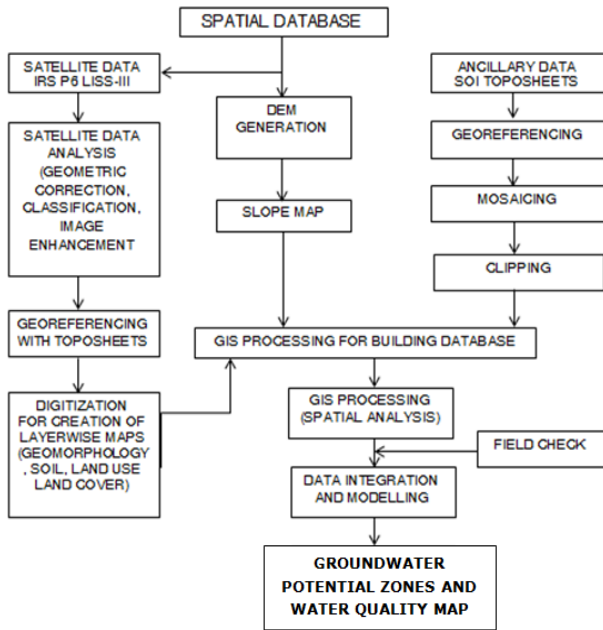 SPATIAL DATABASE
SATELLITE DATA
IRS P6 LISS-III
SATELLITE DATA
ANALYSIS
(GEOMETRIC
CORRECTION,
CLASSIFICATION,
IMAGE
ENHANCEMENT
GEOREFERENCING
WITH TOPOSHEETS
DIGITIZATION
FOR CREATION OF
LAYERWISE MAPS
(GEOMORPHOLOGY
, SOIL, LAND USE
LAND COVER)
DEM
GENERATION
SLOPE MAP
ANCILLARY DATA
SOI TOPOSHEETS
GEOREFERENCING
MOSAICING
CLIPPING
GIS PROCESSING FOR BUILDING DATABASE
GIS PROCESSING
(SPATIAL ANALYSIS)
FIELD CHECK
DATA INTEGRATION
AND MODELLING
GROUNDWATER
POTENTIAL ZONES AND
WATER QUALITY MAP